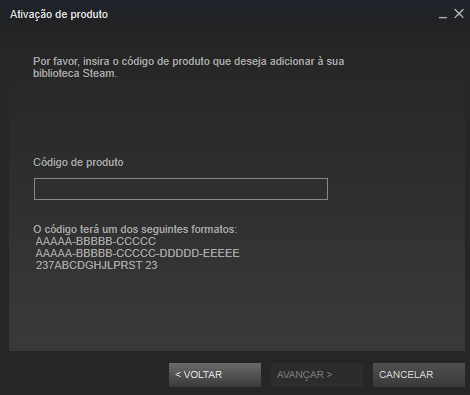 Ativação de produto
Por favor, insira o código de produto que deseja adicionar à sua
biblioteca Steam.
Código de produto
O código terá um dos seguintes formatos:
AAAAA-BBBBB-CCCCC
AAAAA-BBBBB-CCCCC-DDDDD-EEEEE
237ABCDGHJLPRST 23
< VOLTAR
AVANÇAR >
CANCELAR